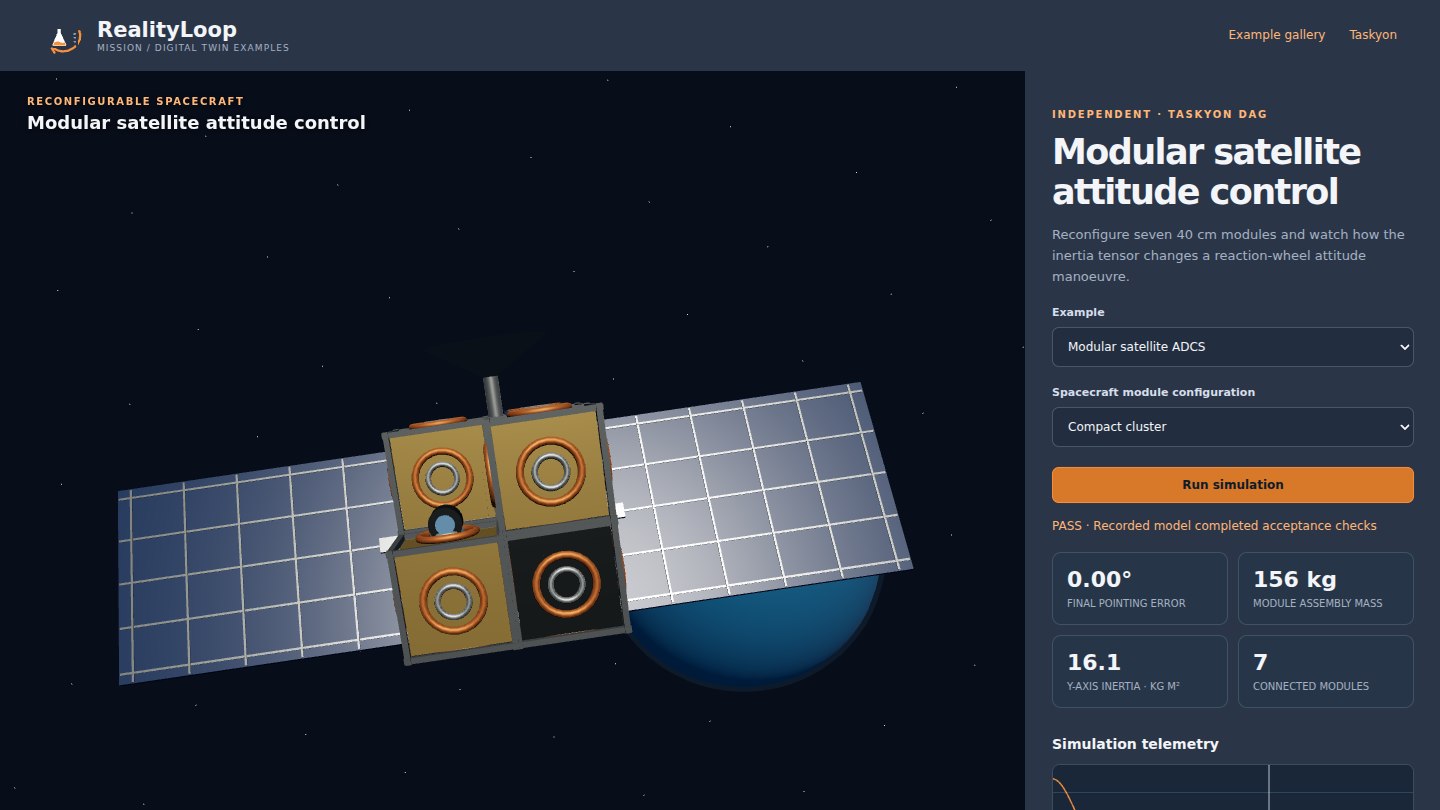 RealityLoop
MISSION / DIGITAL TWIN EXAMPLES
Example gallery
Taskyon
RECONFIGURABLE SPACECRAFT
Modular satellite attitude control
INDEPENDENT · TASKYON DAG
Modular satellite
attitude control
Reconfigure seven 40 cm modules and watch how the
inertia tensor changes a reaction-wheel attitude
manoeuvre.
Example
Modular satellite ADCS
Spacecraft module configuration
Compact cluster
Run simulation
PASS · Recorded model completed acceptance checks
0.00°
FINAL POINTING ERROR
156 kg
MODULE ASSEMBLY MASS
16.1
Y-AXIS INERTIA · KG M²
7
CONNECTED MODULES
Simulation telemetry